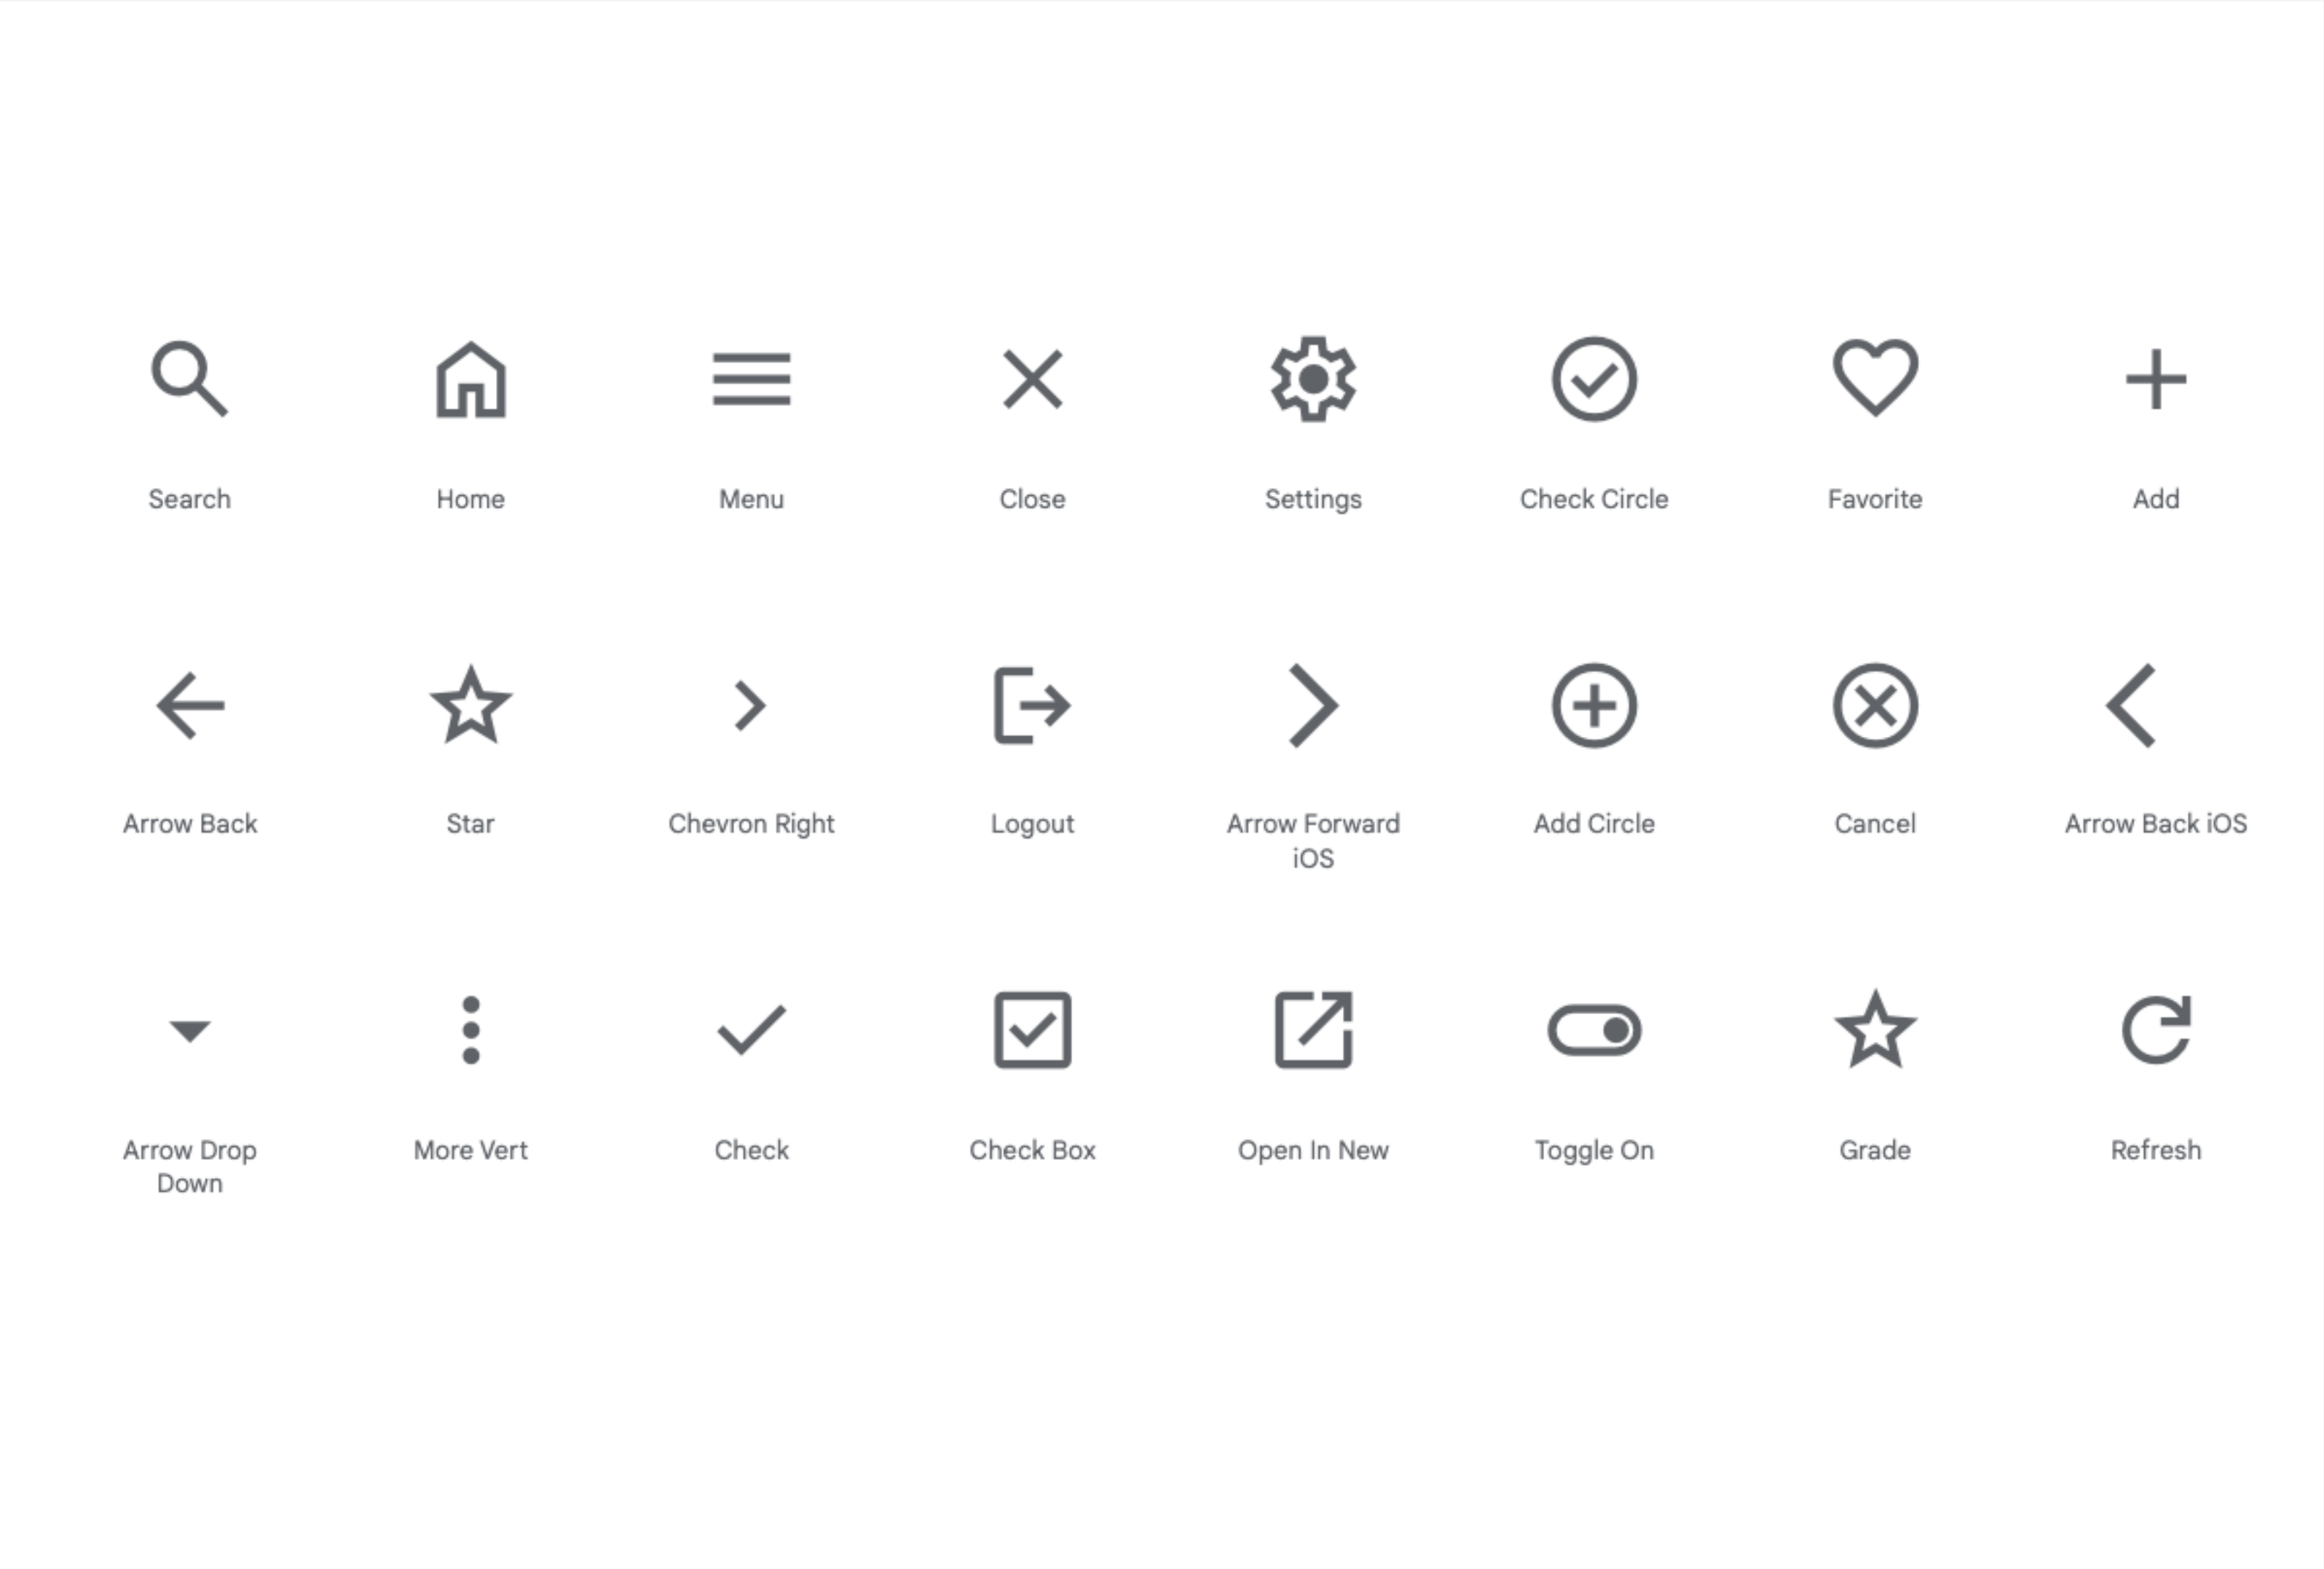 Search
Home
Menu
Close
Settings
Check Circle
Favorite
Add
Arrow Back
Star
Chevron Right
Logout
Arrow Forward
iOS
Add Circle
Cancel
Arrow Back iOS
Arrow Drop
Down
More Vert
Check
Check Box
Open In New
Toggle On
Grade
Refresh